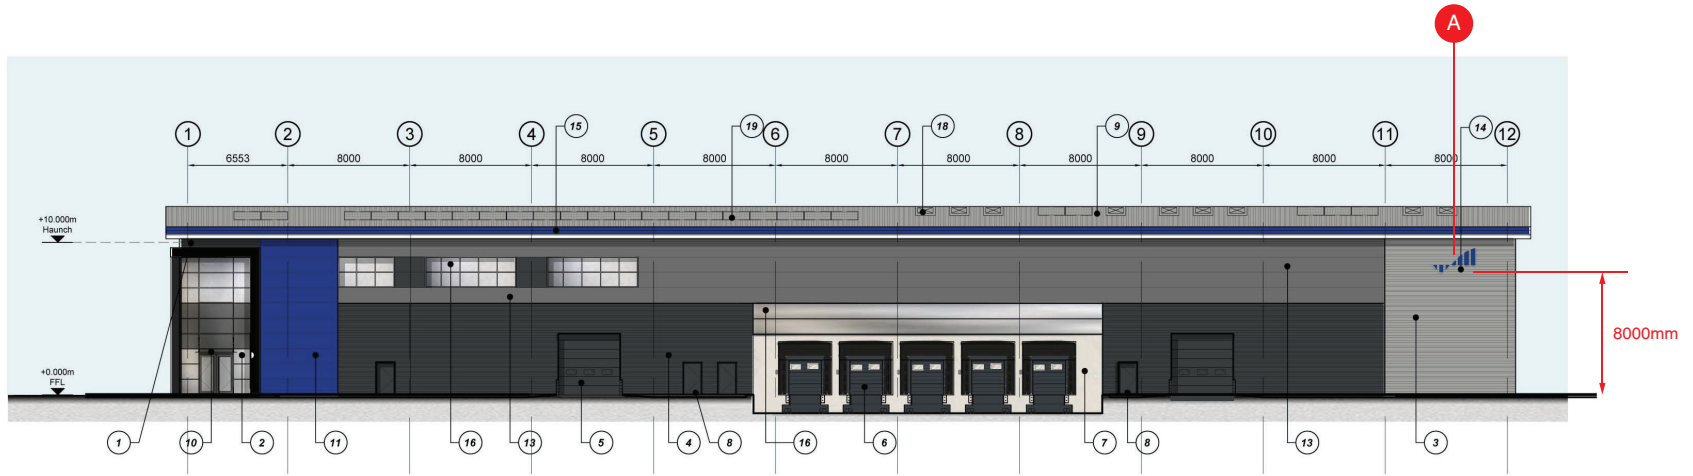 A
1 2 3 4 15 5 19 6 7 18 8 9 9 10 11 14 12
6553 8000 8000 8000 8000 8000 8000 8000 8000 8000 8000
+10.000m
Haunch
8000mm
+0.000m
FFL
1 10 2 11 16 13 5 4 8 16 6 7 8 13 3